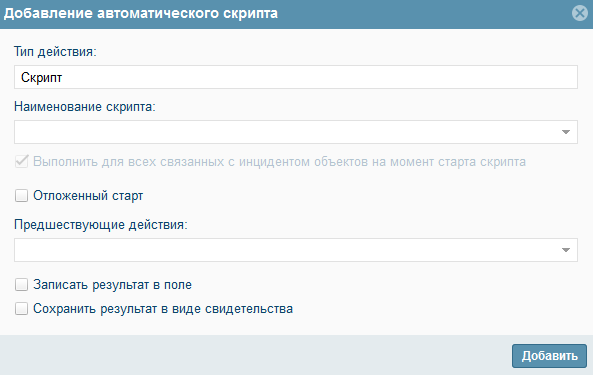 Добавление автоматического скрипта
Тип действия:
Скрипт
Наименование скрипта:
Выполнить для всех связанных с инцидентом объектов на момент старта скрипта
Отложенный старт
Предшествующие действия:
Записать результат в поле
Сохранить результат в виде свидетельства
Добавить